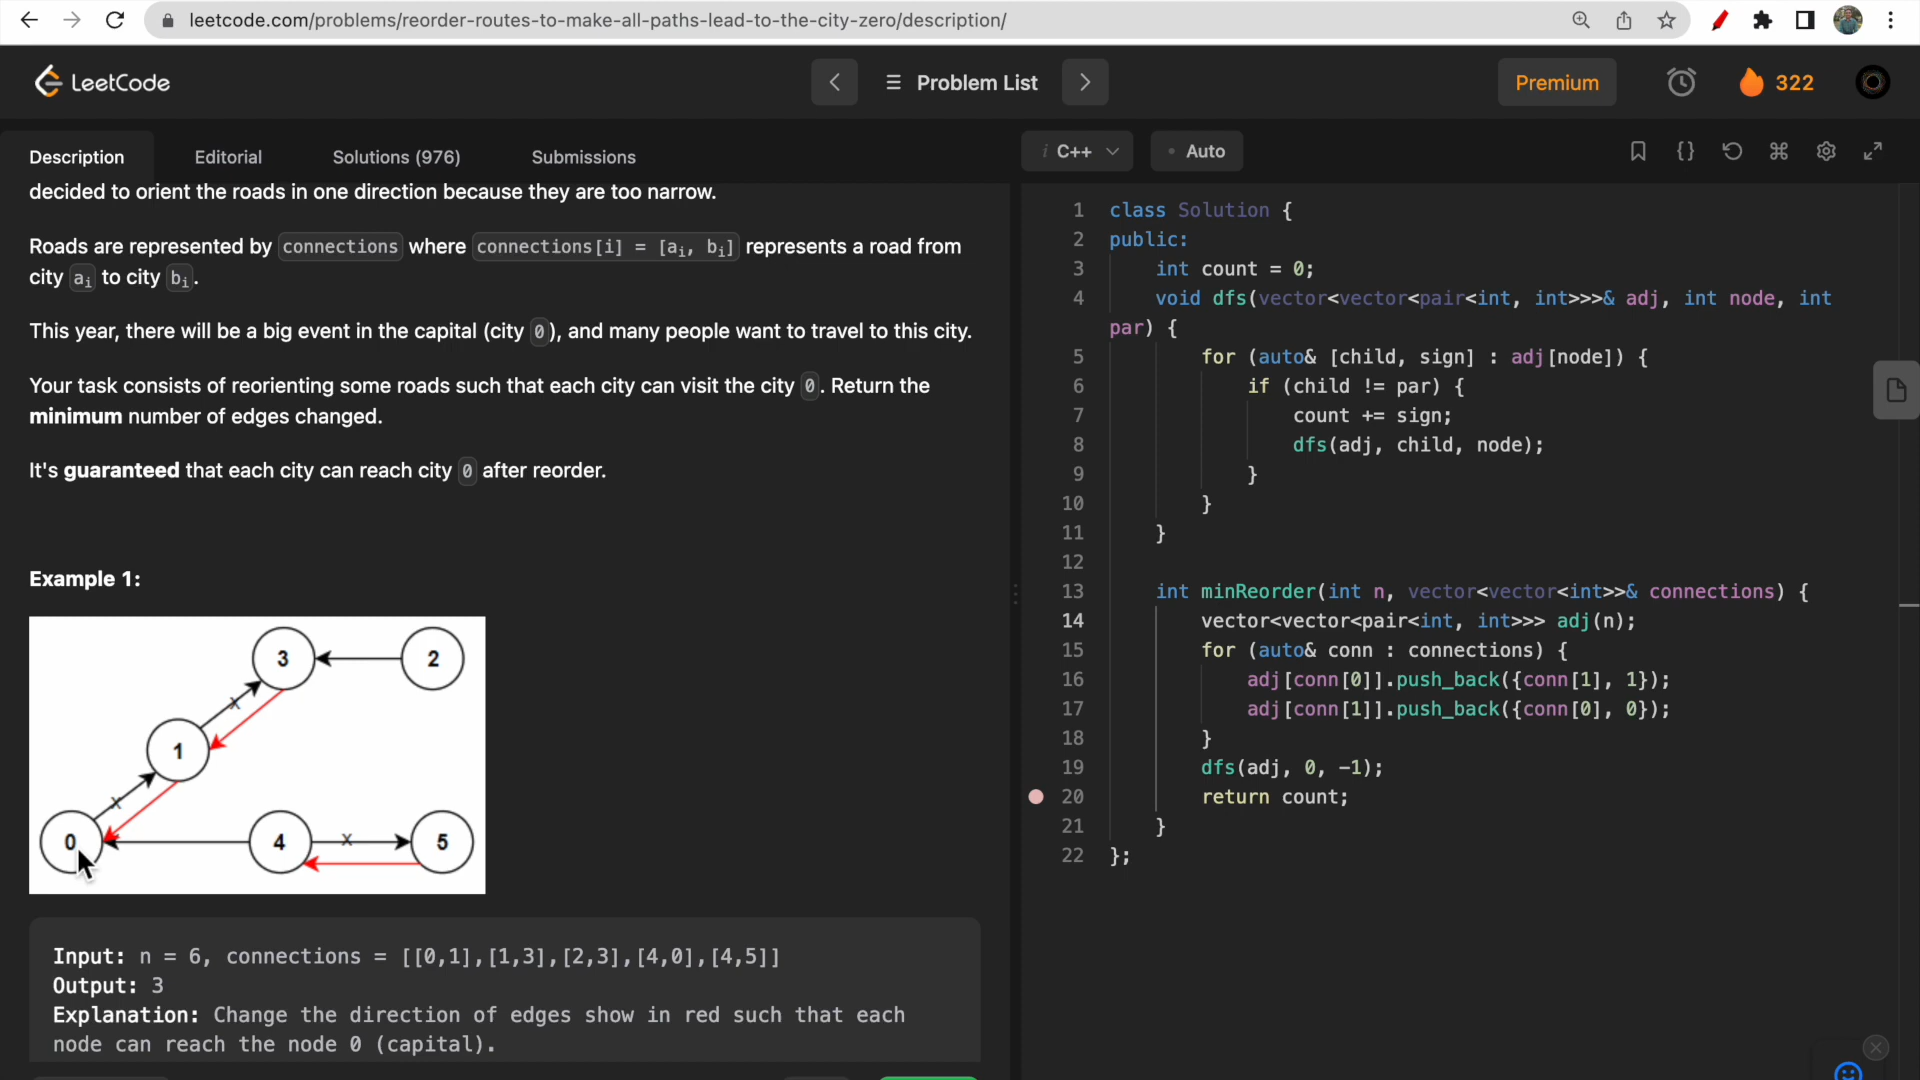 leetcode.com/problems/reorder-routes-to-make-all-paths-lead-to-the-city-zero/description/
LeetCode
Problem List
Premium
322
Description
Editorial
Solutions (976)
Submissions
decided to orient the roads in one direction because they are too narrow.
Roads are represented by connections where connections[i] = [ai, bi] represents a road from
city ai to city bi.
This year, there will be a big event in the capital (city 0), and many people want to travel to this city.
Your task consists of reorienting some roads such that each city can visit the city 0. Return the
minimum number of edges changed.
It's guaranteed that each city can reach city 0 after reorder.
Example 1:
3 2
x
1
x
0 4 x 5
Input: n = 6, connections = [[0,1],[1,3],[2,3],[4,0],[4,5]]
Output: 3
Explanation: Change the direction of edges show in red such that each
node can reach the node 0 (capital).
i C++
• Auto
1 class Solution {
2 public:
3 int count = 0;
4 void dfs(vector<vector<pair<int, int>>>& adj, int node, int
par) {
5 for (auto& [child, sign] : adj[node]) {
6 if (child != par) {
7 count += sign;
8 dfs(adj, child, node);
9 }
10 }
11 }
12
13 int minReorder(int n, vector<vector<int>>& connections) {
14 vector<vector<pair<int, int>>> adj(n);
15 for (auto& conn : connections) {
16 adj[conn[0]].push_back({conn[1], 1});
17 adj[conn[1]].push_back({conn[0], 0});
18 }
19 dfs(adj, 0, -1);
20 return count;
21 }
22 };